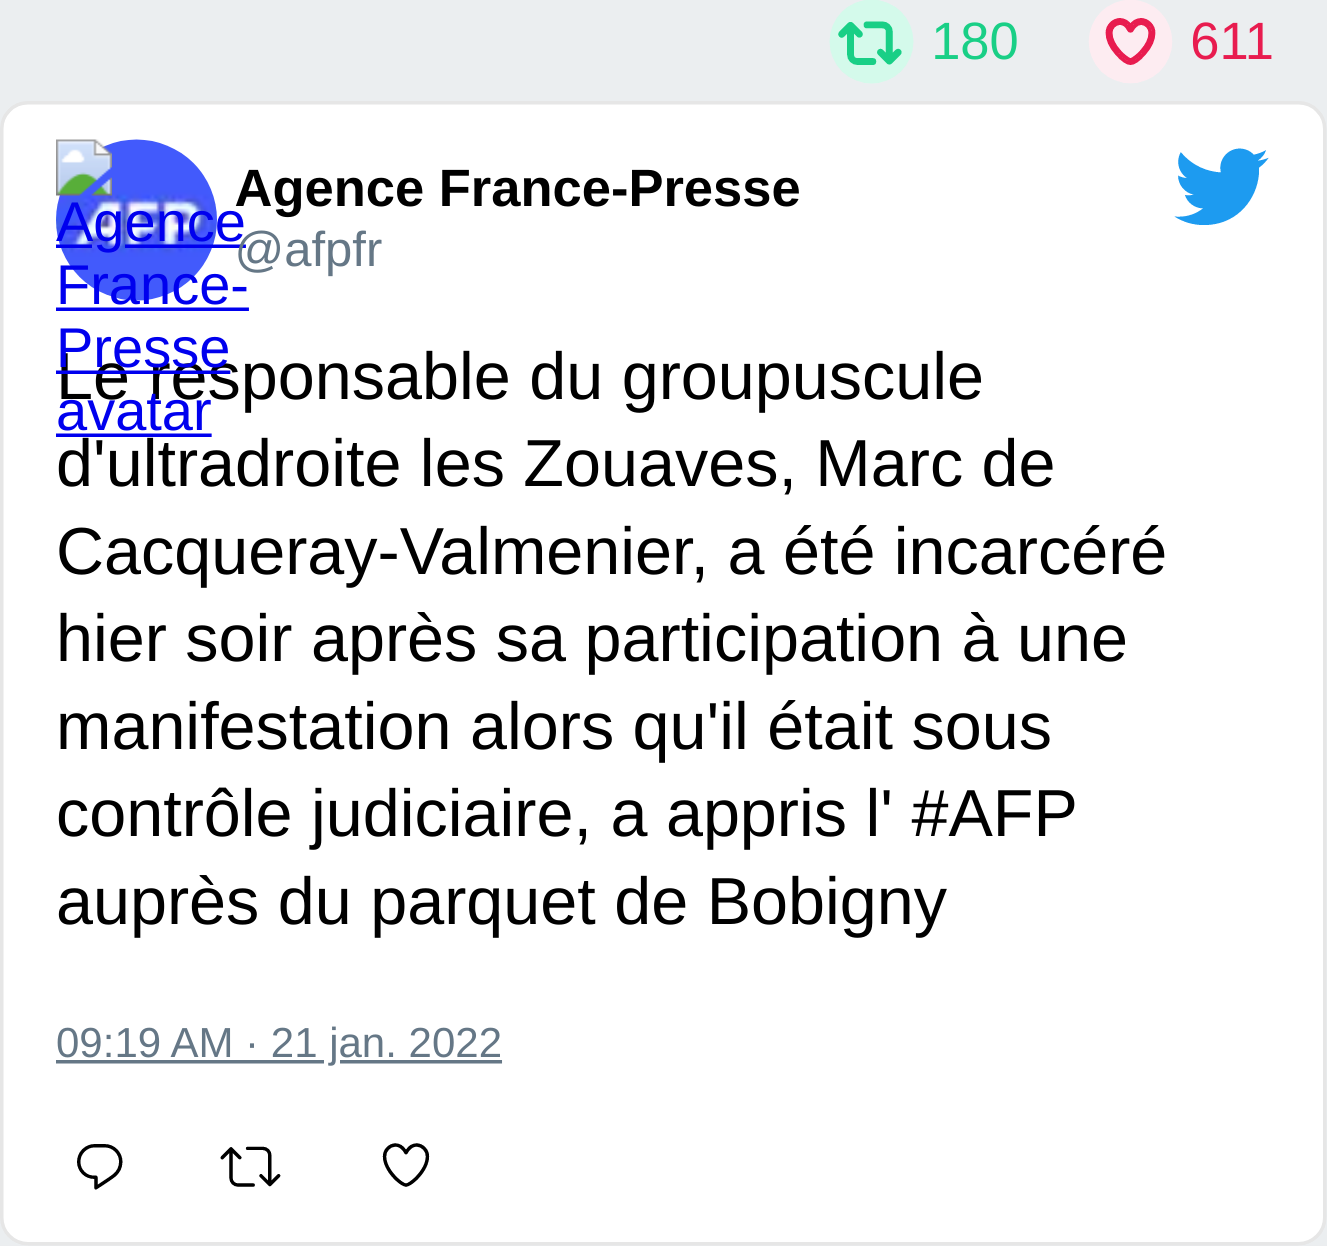 180 611
Agence France-Presse
@afpfr
AFP
Agence
France-
Presse
avatar
Le responsable du groupuscule
d'ultradroite les Zouaves, Marc de
Cacqueray-Valmenier, a été incarcéré
hier soir après sa participation à une
manifestation alors qu'il était sous
contrôle judiciaire, a appris l' #AFP
auprès du parquet de Bobigny
09:19 AM · 21 jan. 2022